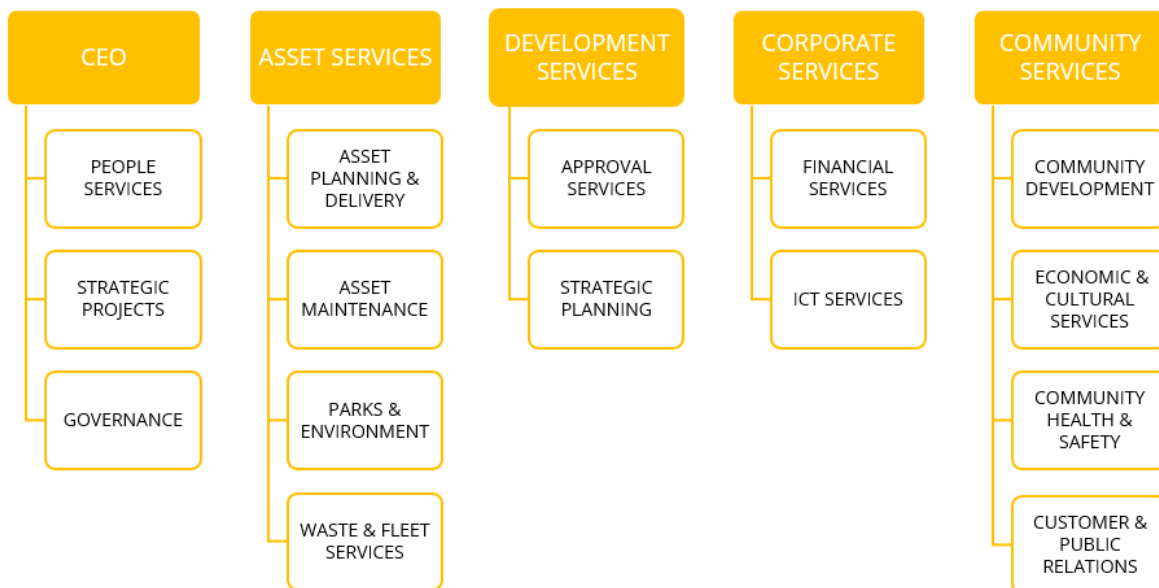 CEO
PEOPLE
SERVICES
STRATEGIC
PROJECTS
GOVERNANCE
ASSET SERVICES
ASSET
PLANNING &
DELIVERY
ASSET
MAINTENANCE
PARKS &
ENVIRONMENT
WASTE & FLEET
SERVICES
DEVELOPMENT
SERVICES
APPROVAL
SERVICES
STRATEGIC
PLANNING
CORPORATE
SERVICES
FINANCIAL
SERVICES
ICT SERVICES
COMMUNITY
SERVICES
COMMUNITY
DEVELOPMENT
ECONOMIC &
CULTURAL
SERVICES
COMMUNITY
HEALTH &
SAFETY
CUSTOMER &
PUBLIC
RELATIONS